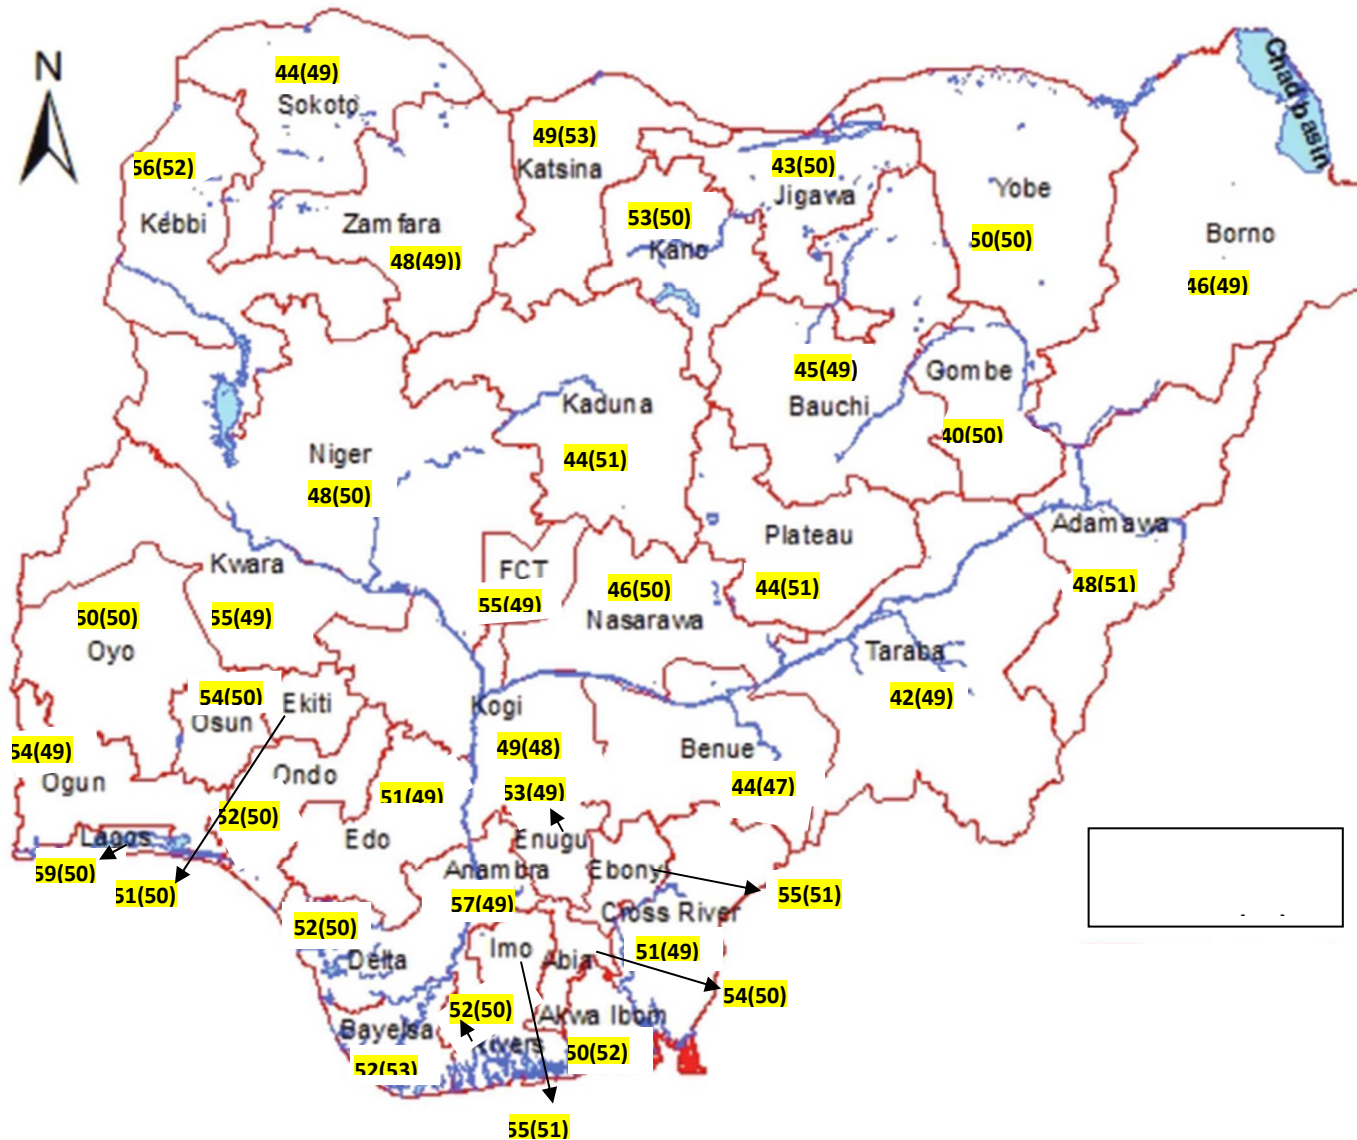 N
Chad basin
44(49)
Sokoto
49(53)
Katsina
56(52)
Kebbi
Zamfara
48(49))
53(50)
Kano
43(50)
Jigawa
Yobe
50(50)
Borno
46(49)
45(49)
Bauchi
Gombe
40(50)
Kaduna
44(51)
Niger
48(50)
Plateau
44(51)
Adamawa
48(51)
Kwara
55(49)
FCT
55(49)
46(50)
Nasarawa
50(50)
Oyo
Taraba
42(49)
54(50)
Osun
Ekiti
Kogi
49(48)
Benue
44(47)
54(49)
Ogun
Ondo
52(50)
51(49)
Edo
53(49)
Enugu
Lagos
59(50)
51(50)
Anambra
57(49)
Ebonyi
55(51)
Cross River
51(49)
52(50)
Delta
Imo
Abia
54(50)
52(50)
Rivers
Akwa Ibom
50(52)
Bayelsa
52(53)
55(51)